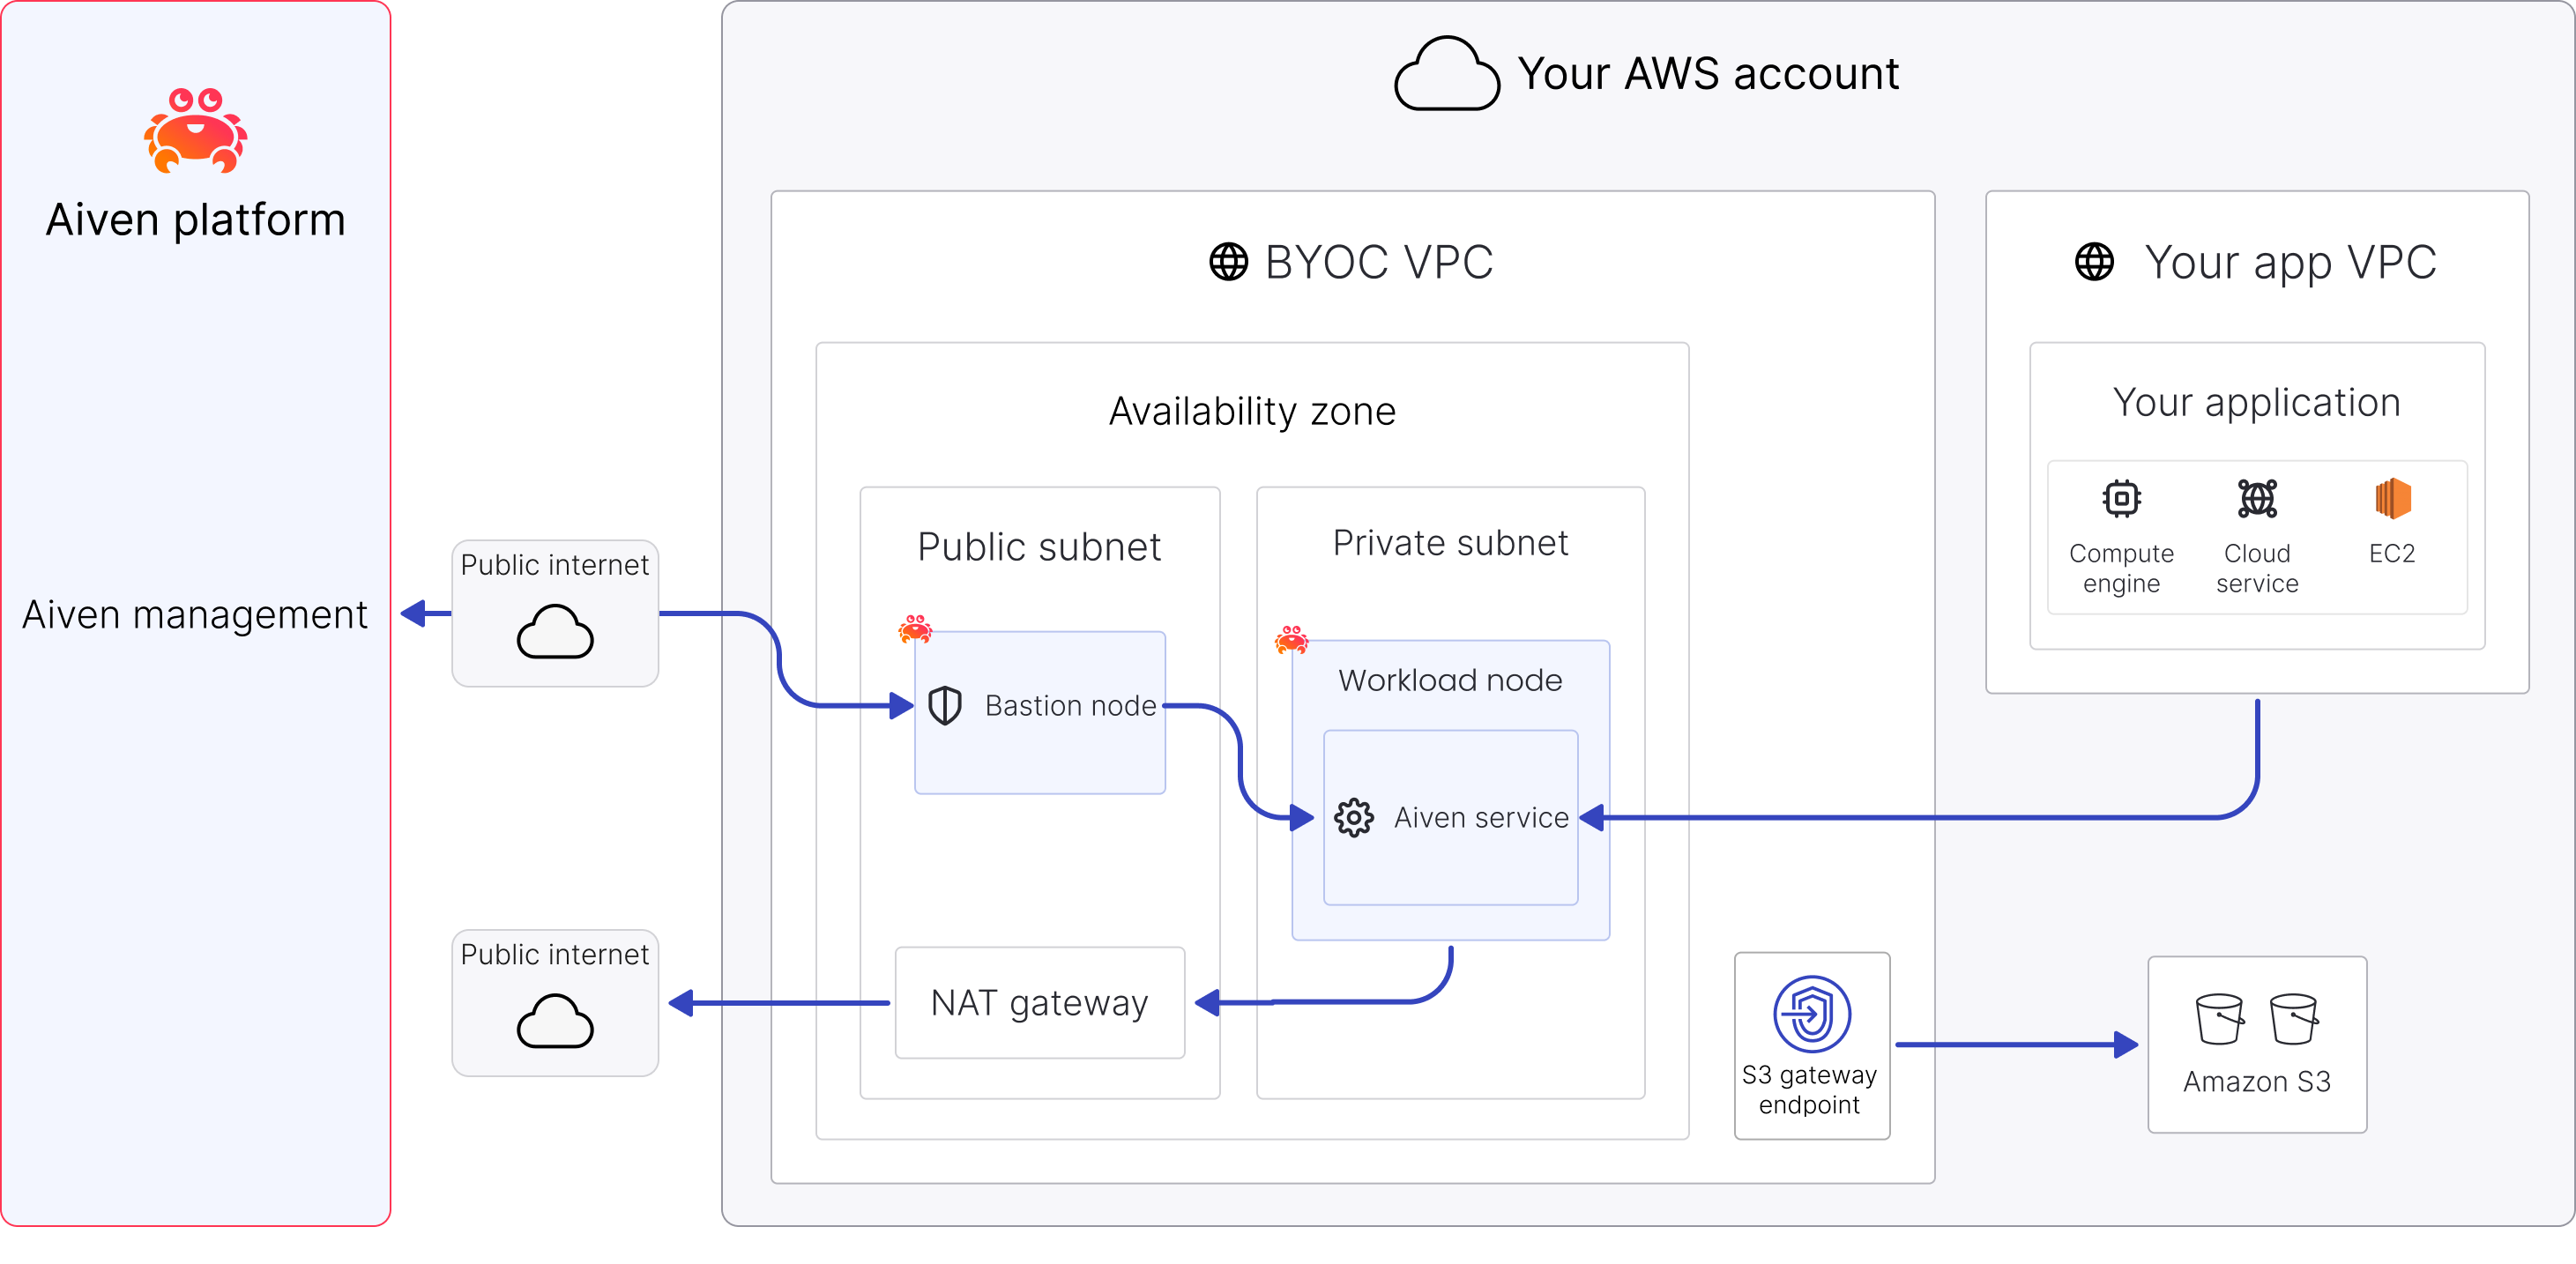 Aiven platform
Aiven management
Public internet
Public internet
Your AWS account
BYOC VPC
Availability zone
Public subnet
Bastion node
NAT gateway
Private subnet
Workload node
Aiven service
S3 gateway
endpoint
Your app VPC
Your application
Compute
engine
Cloud
service
EC2
Amazon S3